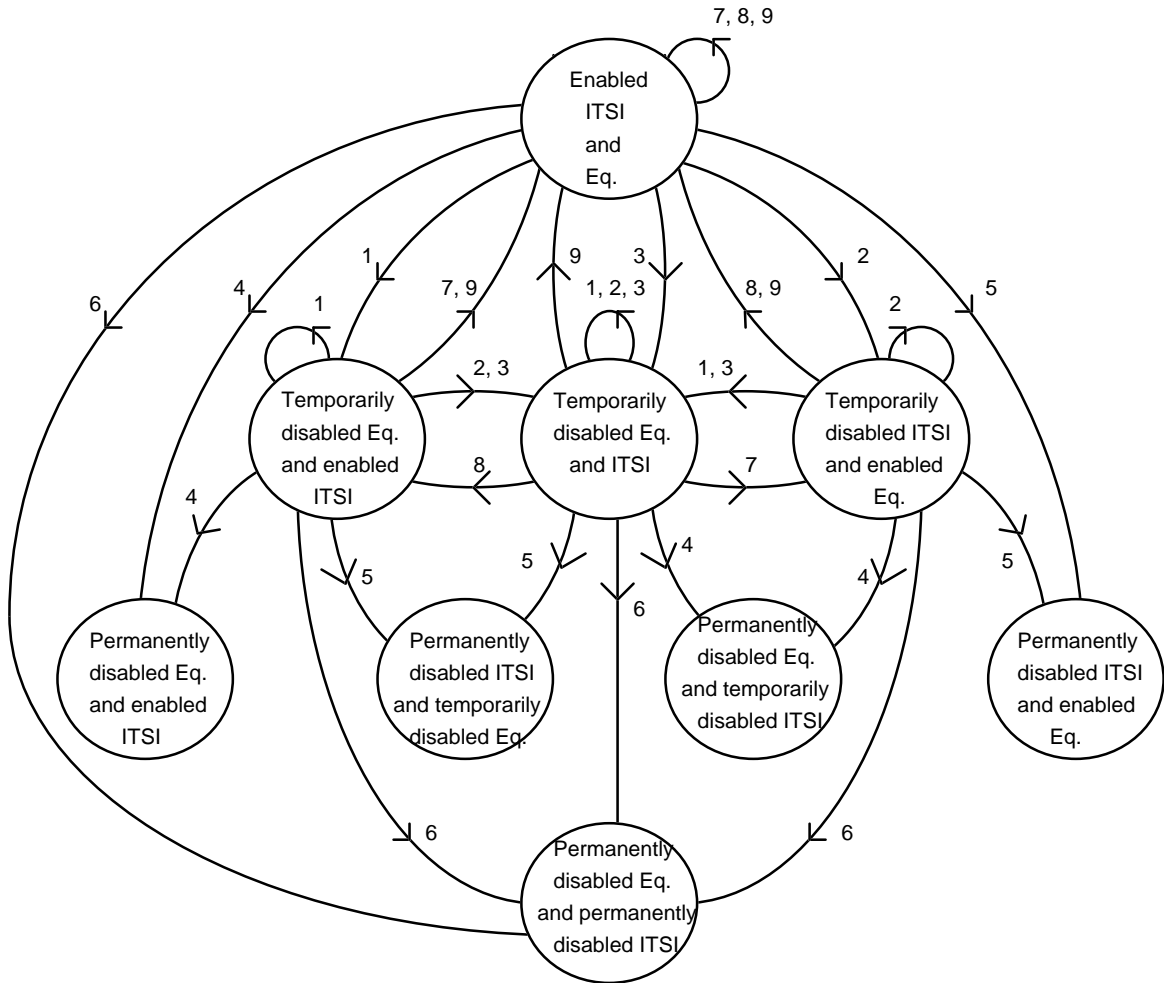 7, 8, 9
Enabled
ITSI
and
Eq.
1
9
3
2
6
4
7, 9
1, 2, 3
8, 9
5
1
2
2, 3
1, 3
Temporarily
disabled Eq.
and enabled
ITSI
Temporarily
disabled Eq.
and ITSI
Temporarily
disabled ITSI
and enabled
Eq.
8
7
4
5
5
4
4
5
6
Permanently
disabled Eq.
and enabled
ITSI
Permanently
disabled ITSI
and temporarily
disabled Eq.
Permanently
disabled Eq.
and temporarily
disabled ITSI
Permanently
disabled ITSI
and enabled
Eq.
6
6
Permanently
disabled Eq.
and permanently
disabled ITSI